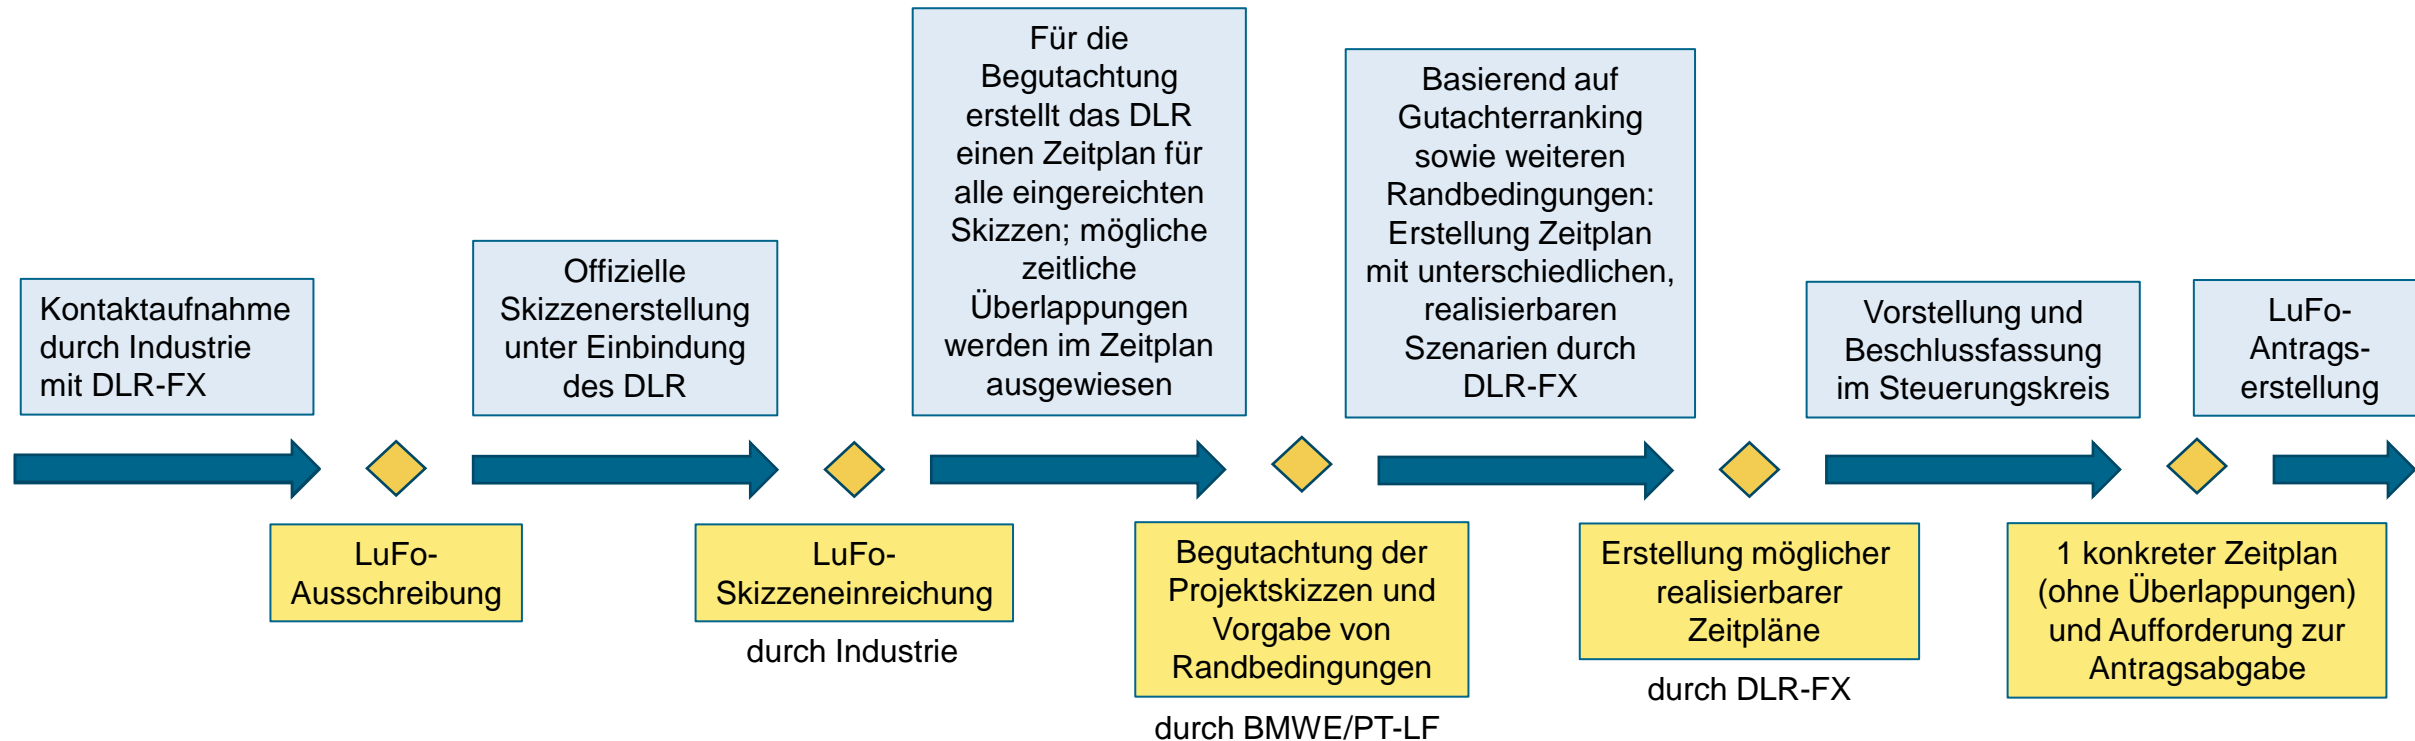 Kontaktaufnahme
durch Industrie
mit DLR-FX
LuFo-
Ausschreibung
Offizielle
Skizzenerstellung
unter Einbindung
des DLR
LuFo-
Skizzeneinreichung
durch Industrie
Für die
Begutachtung
erstellt das DLR
einen Zeitplan für
alle eingereichten
Skizzen; mögliche
zeitliche
Überlappungen
werden im Zeitplan
ausgewiesen
Begutachtung der
Projektskizzen und
Vorgabe von
Randbedingungen
durch BMWE/PT-LF
Basierend auf
Gutachterranking
sowie weiteren
Randbedingungen:
Erstellung Zeitplan
mit unterschiedlichen,
realisierbaren
Szenarien durch
DLR-FX
Erstellung möglicher
realisierbarer
Zeitpläne
durch DLR-FX
Vorstellung und
Beschlussfassung
im Steuerungskreis
1 konkreter Zeitplan
(ohne Überlappungen)
und Aufforderung zur
Antragsabgabe
LuFo-
Antrags-
erstellung